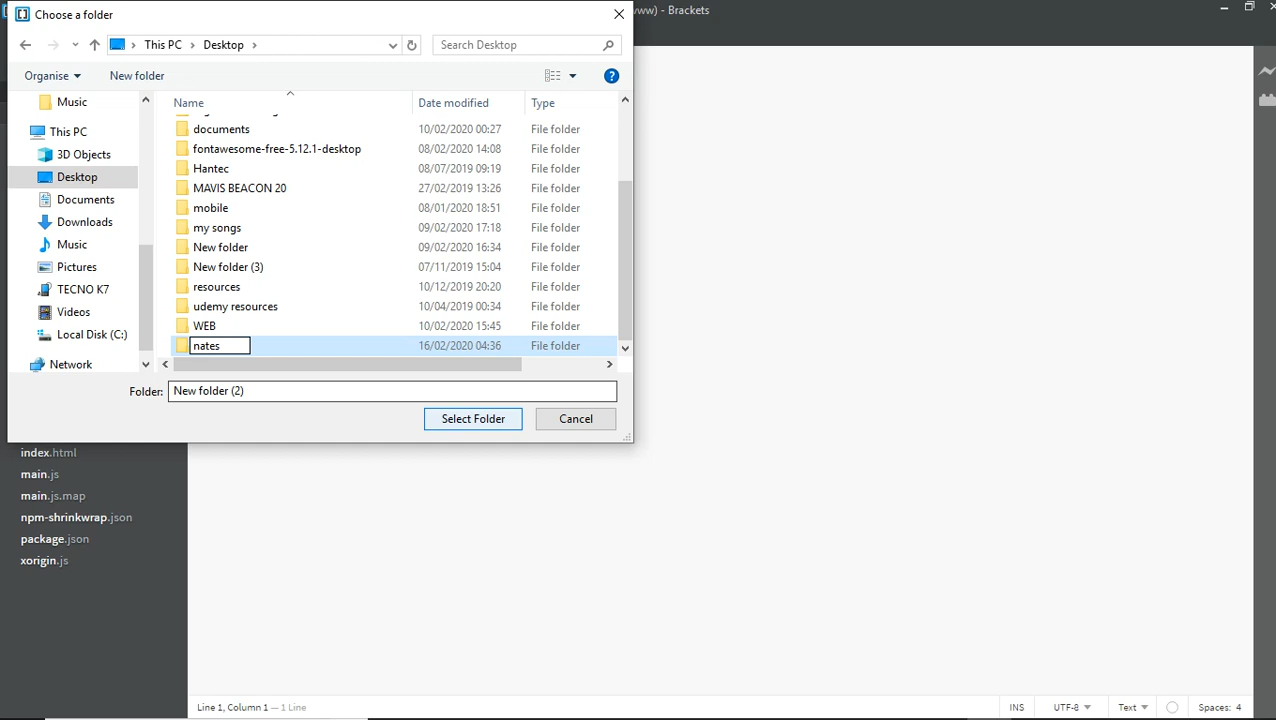 Choose a folder
www) - Brackets
This PC
Desktop
Search Desktop
Organise
New folder
Name
Date modified
Type
Music
This PC
3D Objects
Desktop
Documents
Downloads
Music
Pictures
TECNO K7
Videos
Local Disk (C:)
Network
documents 10/02/2020 00:27 File folder
fontawesome-free-5.12.1-desktop 08/02/2020 14:08 File folder
Hantec 08/07/2019 09:19 File folder
MAVIS BEACON 20 27/02/2019 13:26 File folder
mobile 08/01/2020 18:51 File folder
my songs 09/02/2020 17:18 File folder
New folder 09/02/2020 16:34 File folder
New folder (3) 07/11/2019 15:04 File folder
resources 10/12/2019 20:20 File folder
udemy resources 10/04/2019 00:34 File folder
WEB 10/02/2020 15:45 File folder
nates 16/02/2020 04:36 File folder
Folder: New folder (2)
Select Folder
Cancel
index.html
main.js
main.js.map
npm-shrinkwrap.json
package.json
xorigin.js
Line 1, Column 1 — 1 Line
INS
UTF-8
Text
Spaces: 4